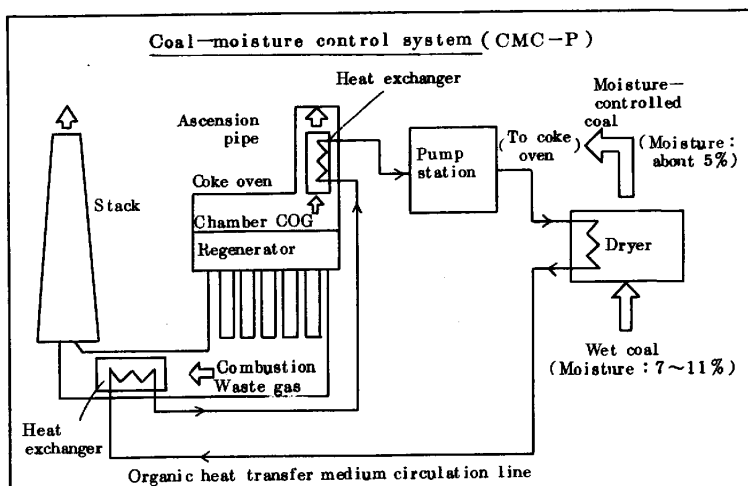 Coal—moisture control system (CMC—P)
Heat exchanger
Ascension
pipe
Moisture—
controlled
coal
(Moisture:
about 5%)
(To coke
oven)
Pump
station
Coke oven
Stack
Chamber COG
Regenerator
Dryer
Combustion
Waste gas
Wet coal
(Moisture : 7～11%)
Heat
exchanger
Organic heat transfer medium circulation line